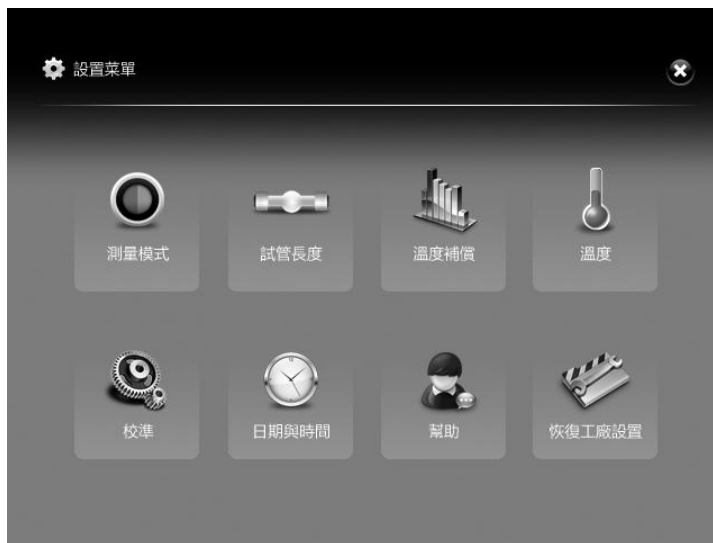 設置菜單
測量模式
試管長度
溫度補償
溫度
校準
日期與時間
幫助
恢復工廠設置